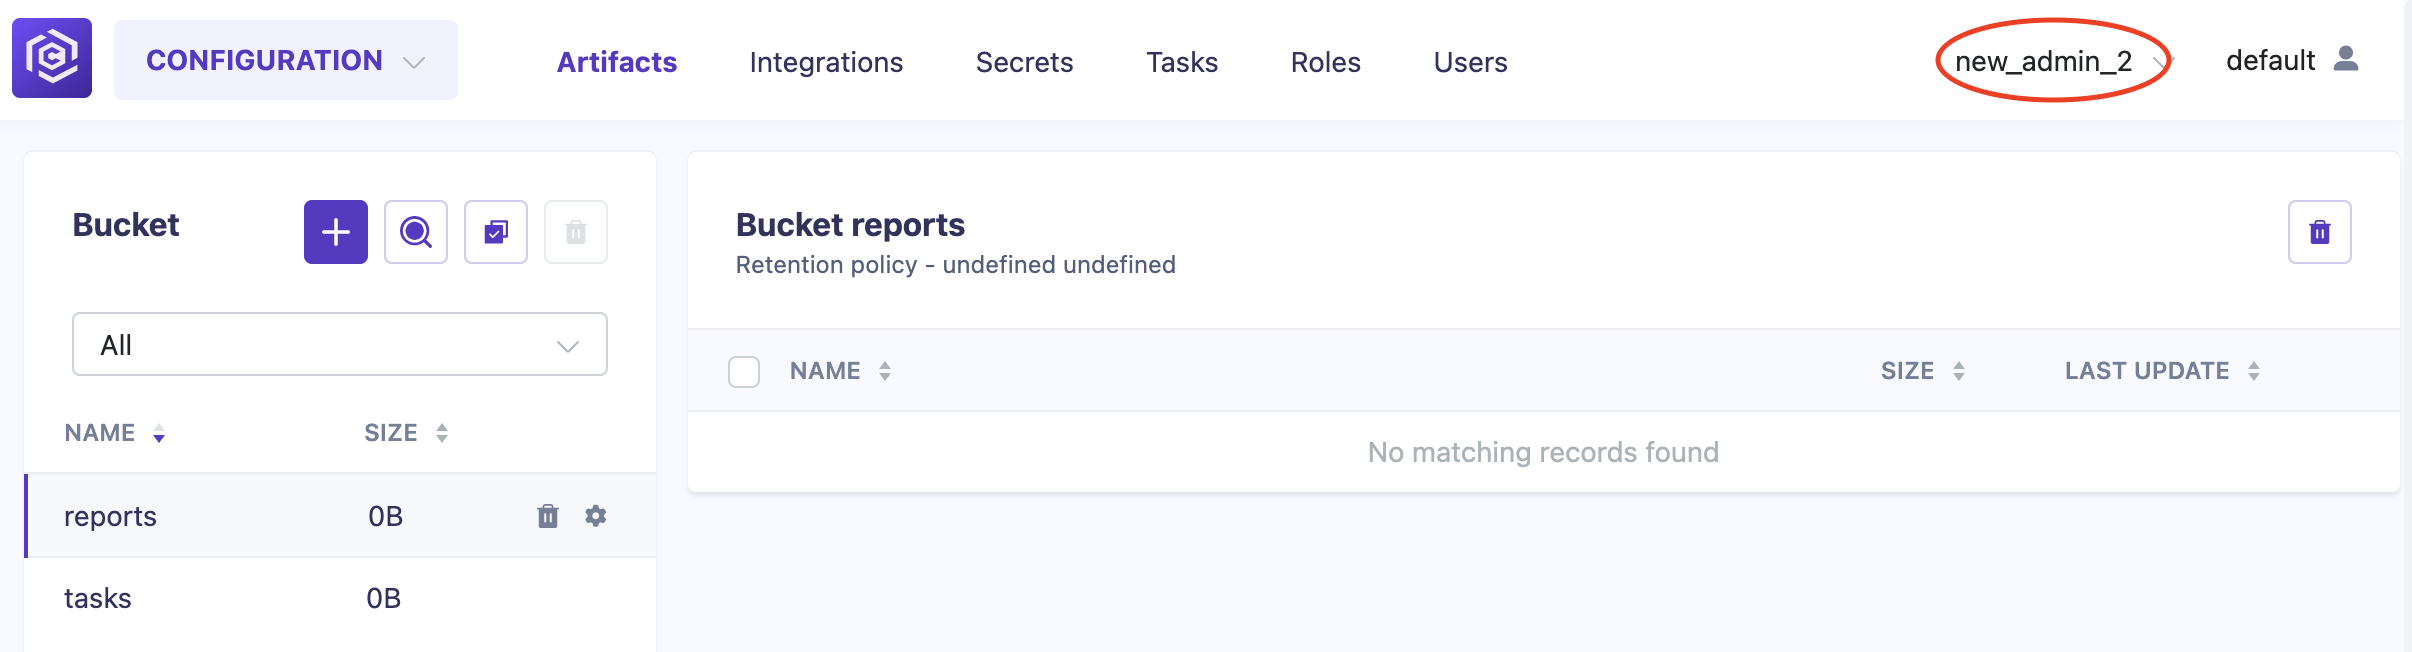 CONFIGURATION Artifacts Integrations Secrets Tasks Roles Users new_admin_2 default
Bucket
All
NAME SIZE
reports 0B
tasks 0B
Bucket reports
Retention policy - undefined undefined
NAME SIZE LAST UPDATE
No matching records found